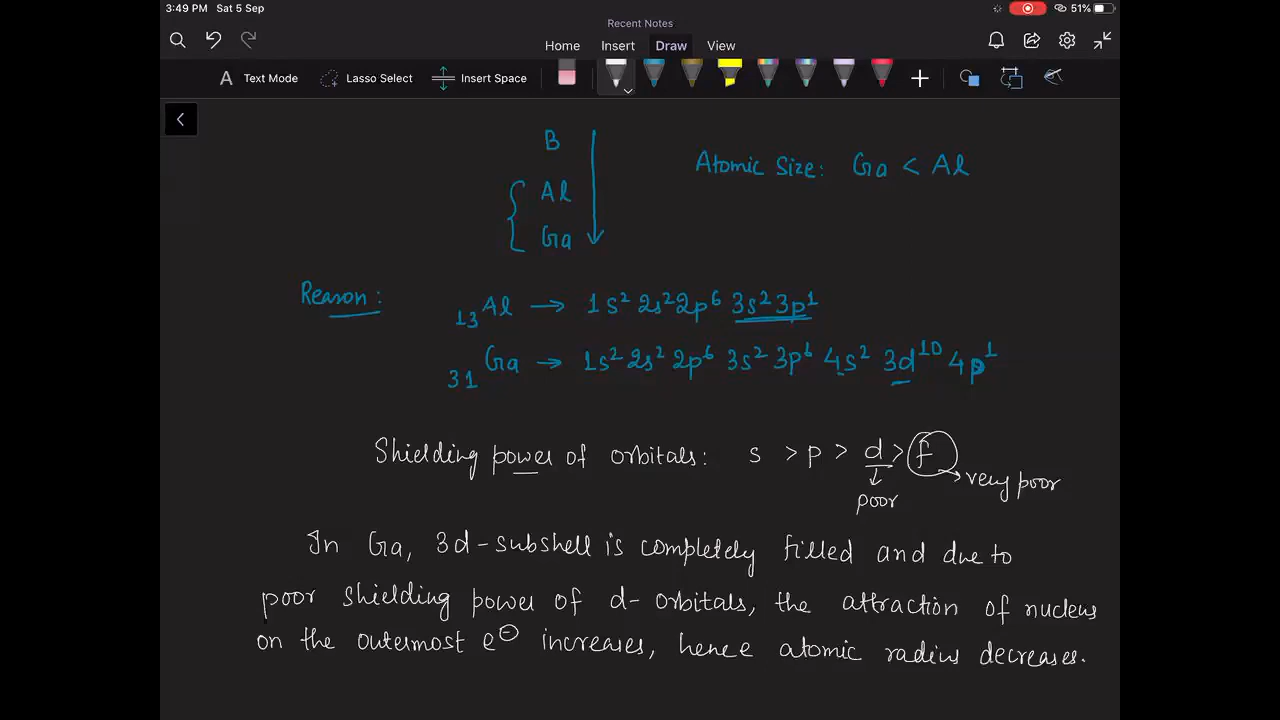 3:49 PM Sat 5 Sep
51%
Recent Notes
Home Insert Draw View
A Text Mode Lasso Select Insert Space
B
Al
Ga
Atomic Size: Ga < Al
Reason:
₁₃Al → 1s² 2s² 2p⁶ 3s² 3p¹
₃₁Ga → 1s² 2s² 2p⁶ 3s² 3p⁶ 4s² 3d¹⁰ 4p¹
Shielding power of orbitals: s > p > d > f
poor
very poor
In Ga, 3d-subshell is completely filled and due to
poor shielding power of d-orbitals, the attraction of nucleus
on the outermost e⊖ increases, hence atomic radius decreases.